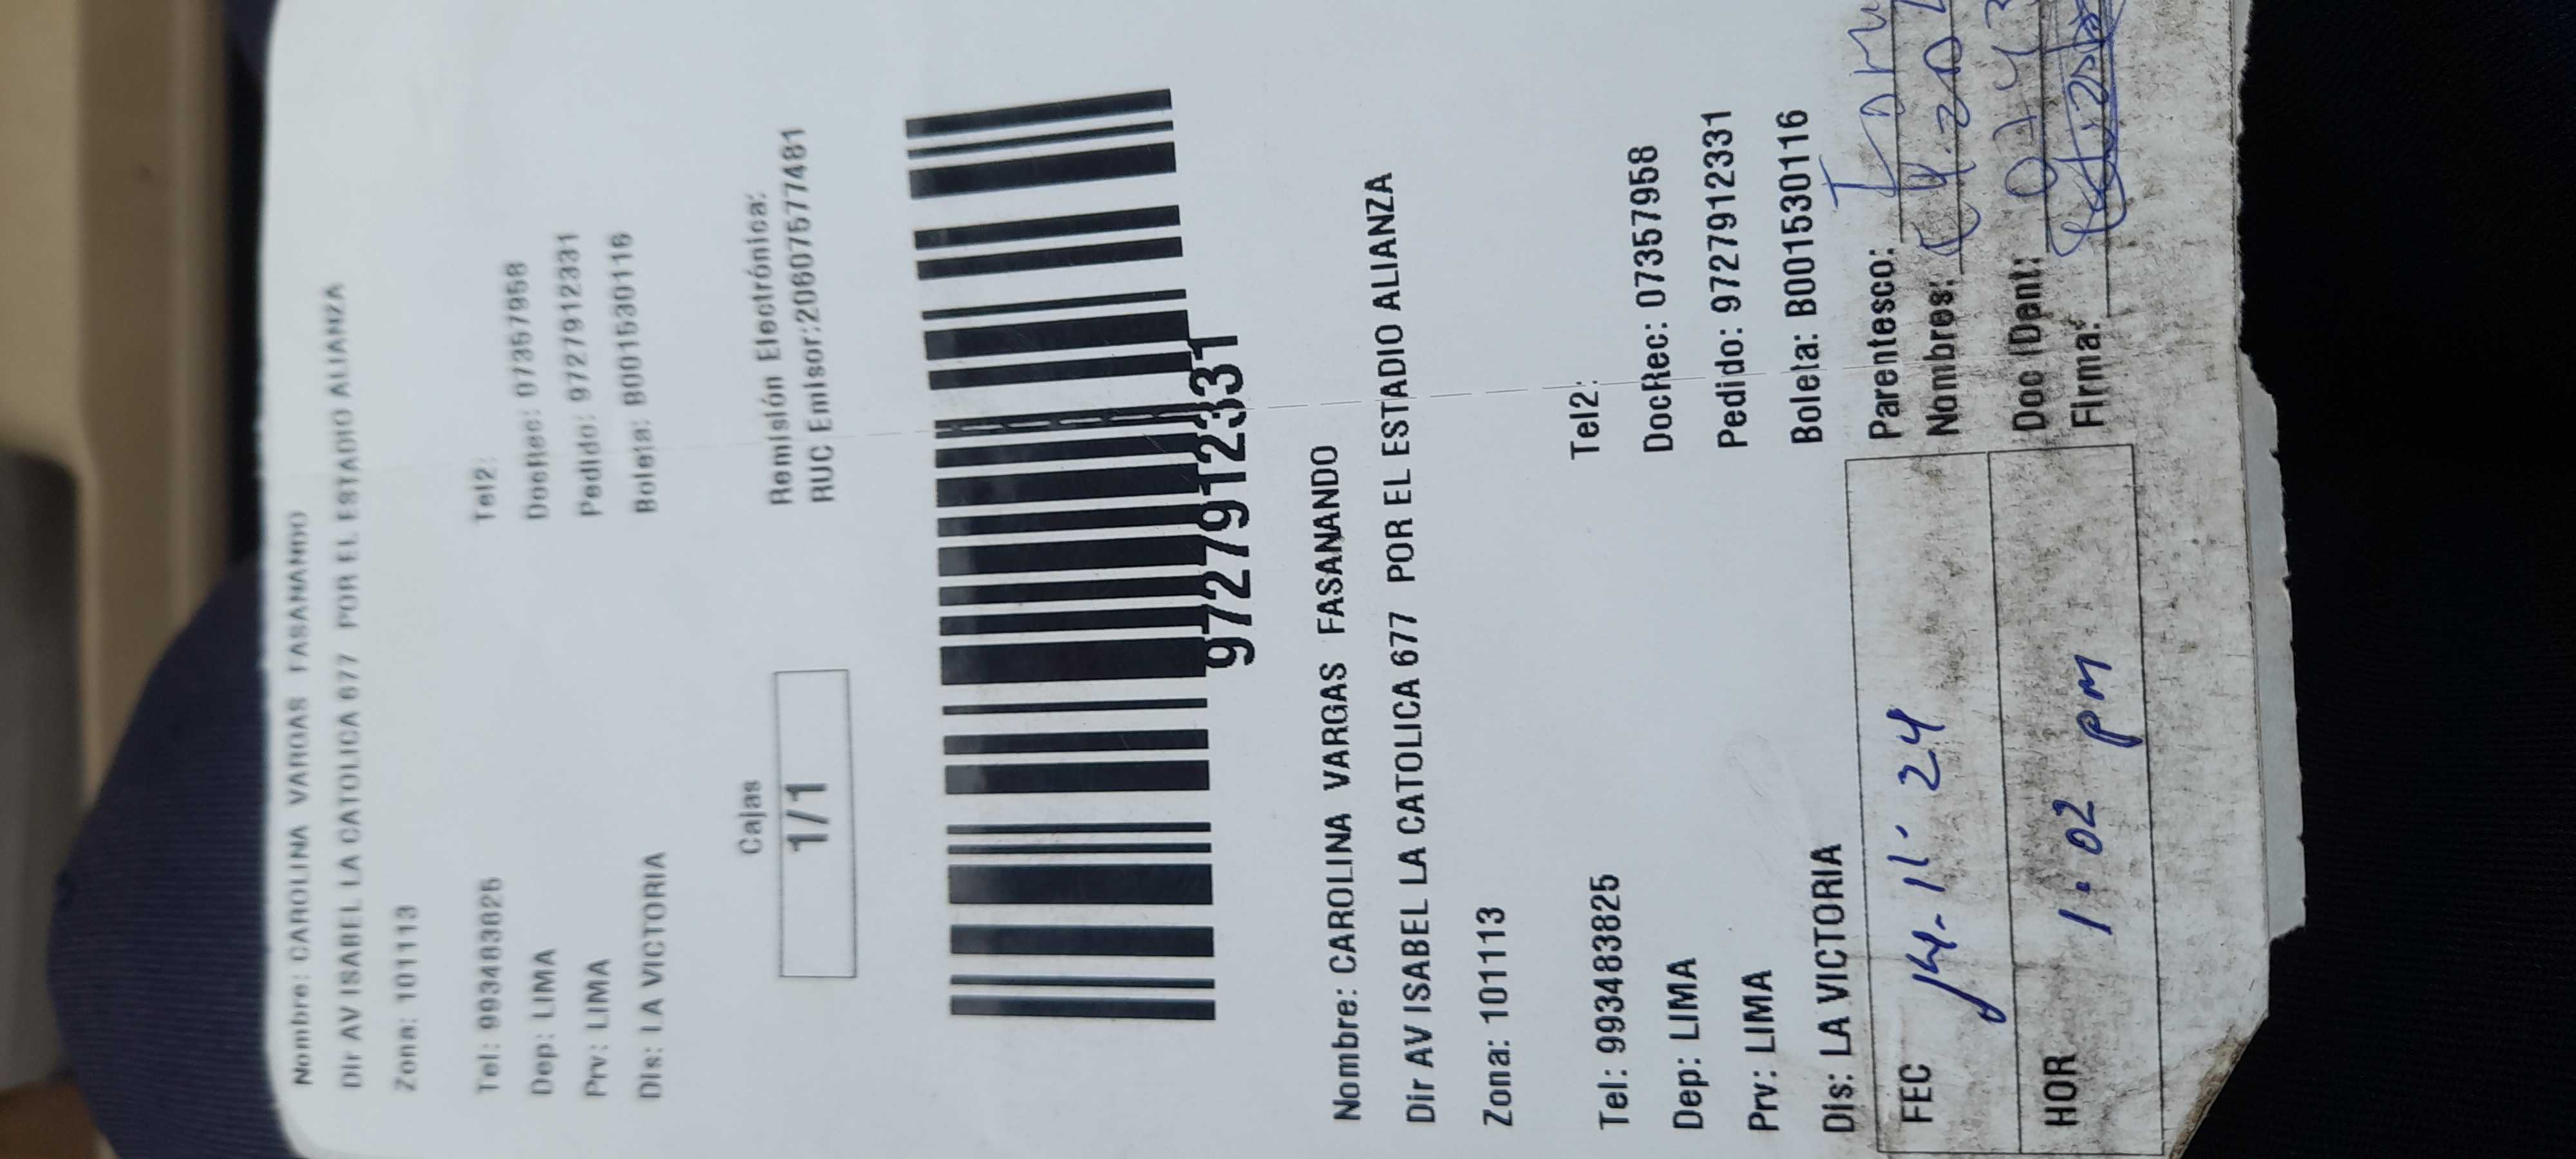 Nombre: CAROLINA VARGAS FASANANDO
Dir AV ISABEL LA CATOLICA 677 POR EL ESTADIO ALIANZA
Zona: 101113
Tel: 993483825 Tel2:
Dep: LIMA DocRec: 07357958
Prv: LIMA Pedido: 9727912331
Dis: LA VICTORIA Boleta: B001530116
Cajas Remisión Electrónica:
1/1 RUC Emisor:20607577481
9727912331
Nombre: CAROLINA VARGAS FASANANDO
Dir AV ISABEL LA CATOLICA 677 POR EL ESTADIO ALIANZA
Zona: 101113
Tel: 993483825 Tel2:
Dep: LIMA DocRec: 07357958
Prv: LIMA Pedido: 9727912331
Dis: LA VICTORIA Boleta: B001530116
FEC 14-11-24 Parentesco:
Nombres:
HOR 1.02 pm Doc IDent:
Firma: